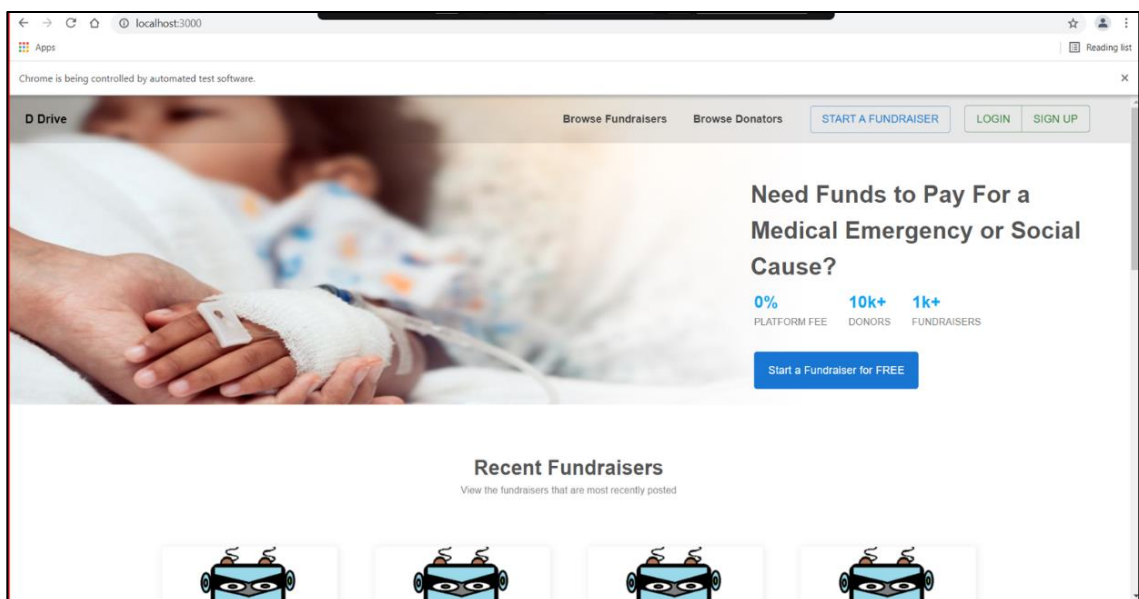 localhost:3000
Apps
Reading list
Chrome is being controlled by automated test software.
D Drive
Browse Fundraisers
Browse Donators
START A FUNDRAISER
LOGIN
SIGN UP
Need Funds to Pay For a
Medical Emergency or Social
Cause?
0%
10k+
1k+
PLATFORM FEE
DONORS
FUNDRAISERS
Start a Fundraiser for FREE
Recent Fundraisers
View the fundraisers that are most recently posted